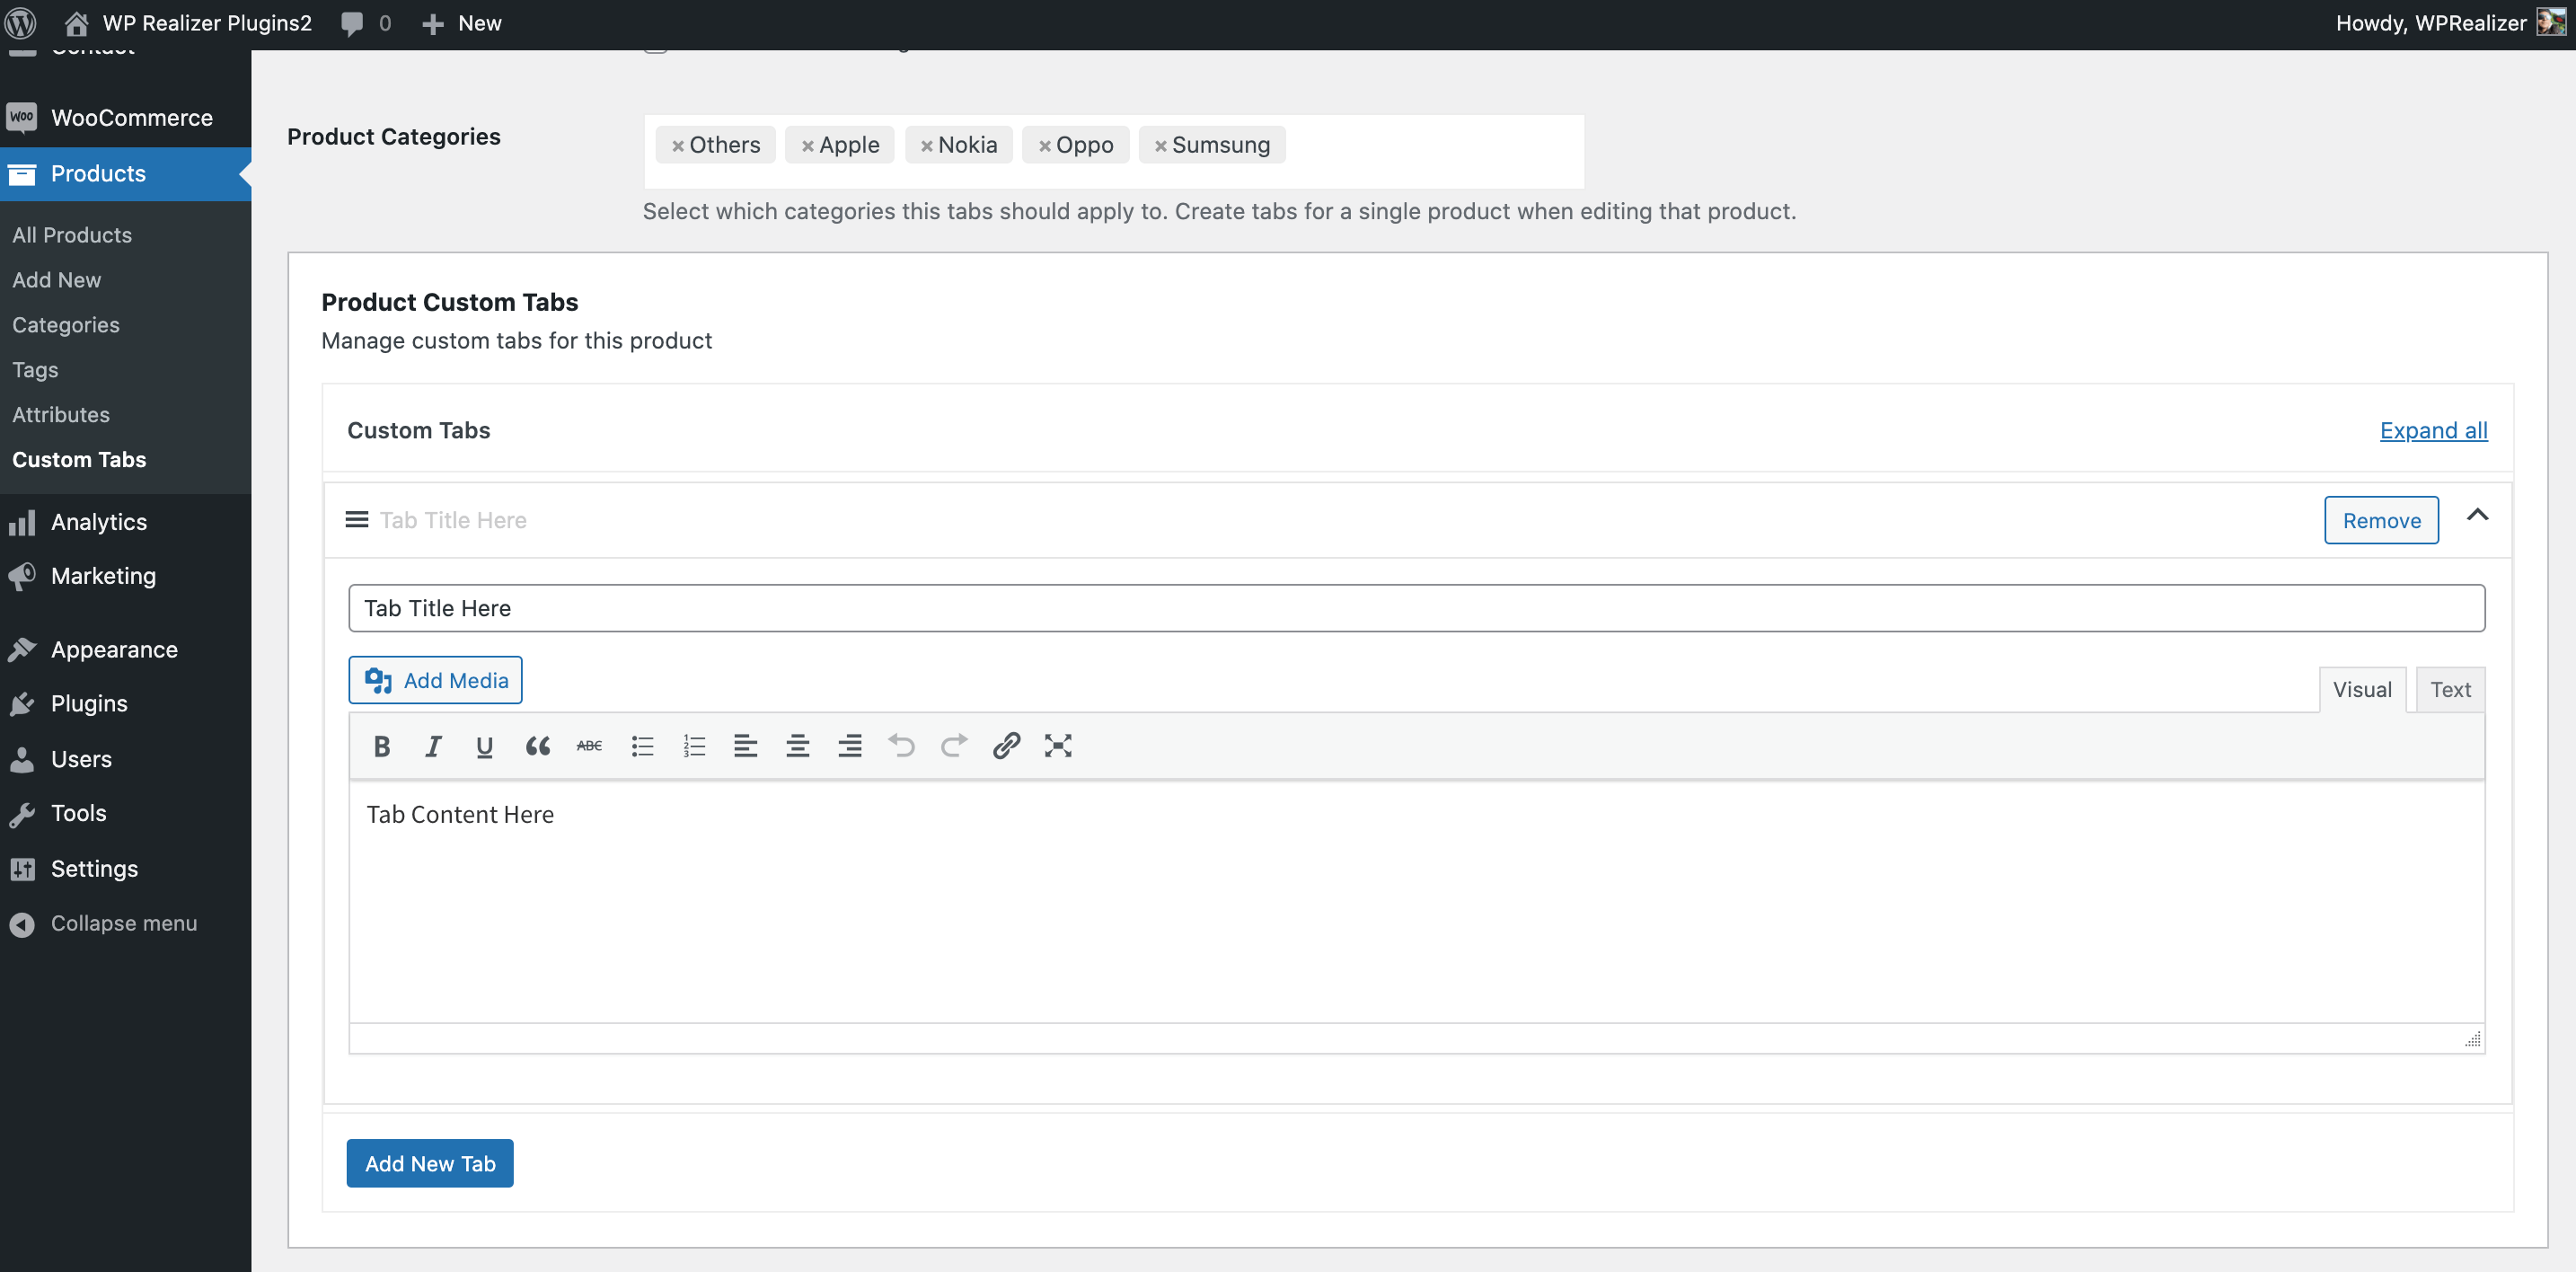 WP Realizer Plugins2 0 New Howdy, WPRealizer
Contact
WooCommerce
Products
All Products
Add New
Categories
Tags
Attributes
Custom Tabs
Analytics
Marketing
Appearance
Plugins
Users
Tools
Settings
Collapse menu
Product Categories
×Others ×Apple ×Nokia ×Oppo ×Sumsung
Select which categories this tabs should apply to. Create tabs for a single product when editing that product.
Product Custom Tabs
Manage custom tabs for this product
Custom Tabs Expand all
Tab Title Here Remove
Tab Title Here
Add Media Visual Text
B I U ABC
Tab Content Here
Add New Tab